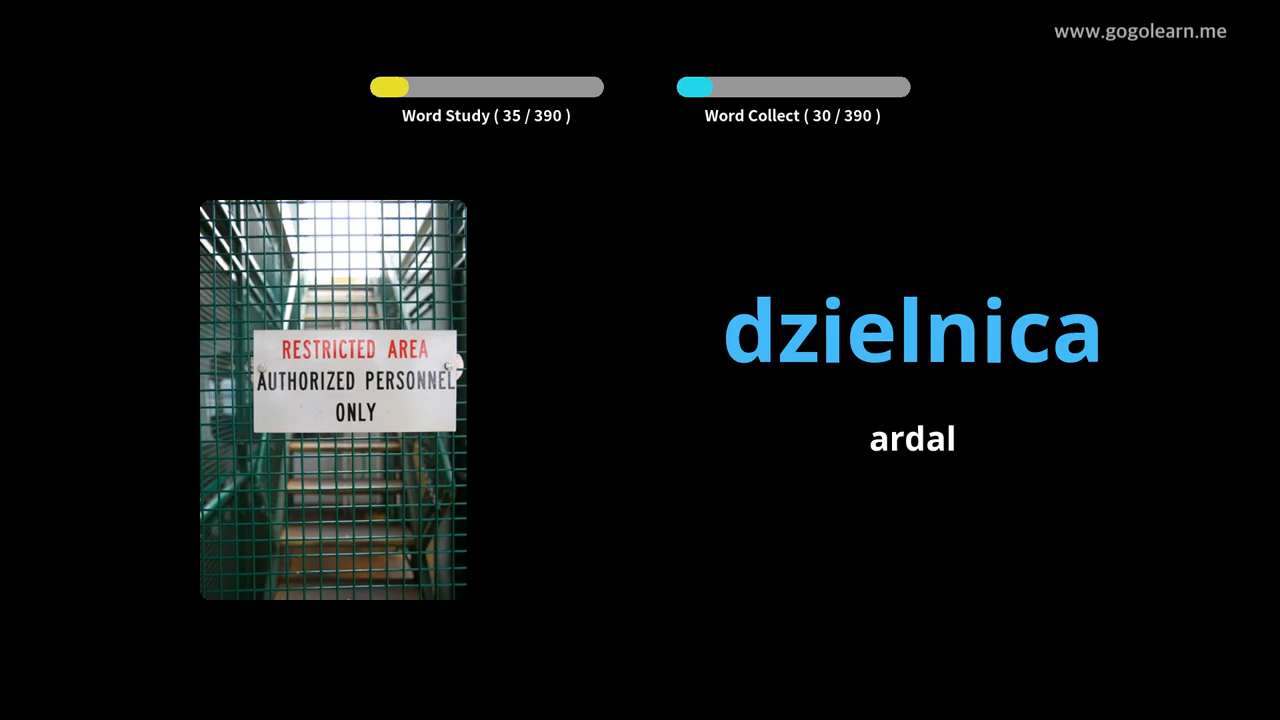 www.gogolearn.me
Word Study ( 35 / 390 )
Word Collect ( 30 / 390 )
RESTRICTED AREA
AUTHORIZED PERSONNEL
ONLY
dzielnica
ardal